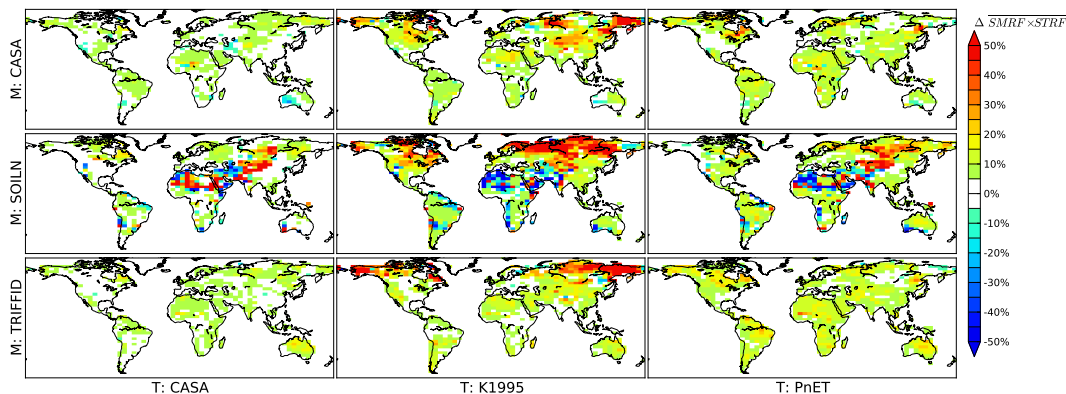 Δ SMRF×STRF
M: CASA
M: SOILN
M: TRIFFID
50%
40%
30%
20%
10%
0%
-10%
-20%
-30%
-40%
-50%
T: CASA
T: K1995
T: PnET